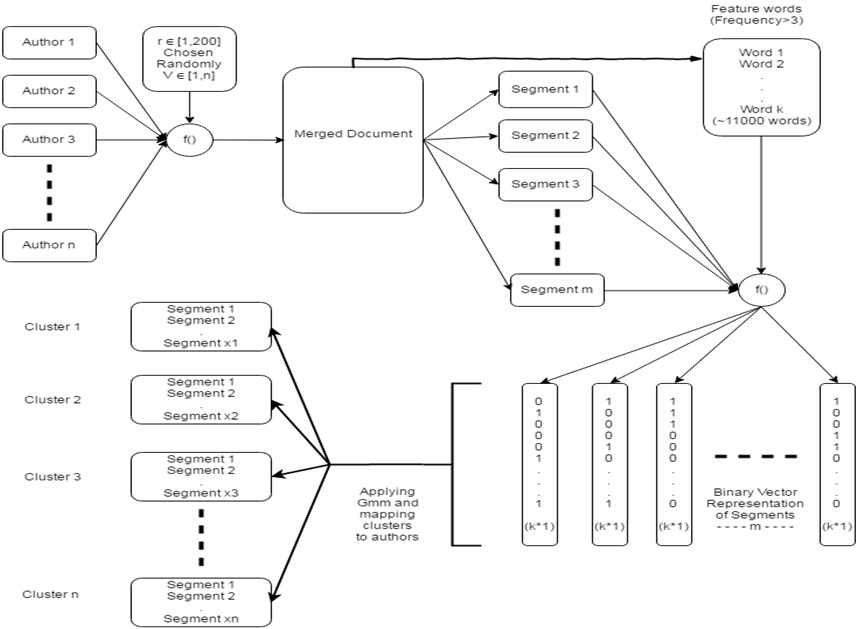 Feature words
(Frequency>3)
Author 1
Author 2
Author 3
Author n
r ∈ [1,200]
Chosen
Randomly
V ∈ [1,n]
f()
Merged Document
Segment 1
Segment 2
Segment 3
Segment m
Word 1
Word 2
.
.
.
Word k
(~11000 words)
f()
Cluster 1
Segment 1
Segment 2
.
Segment x1
Cluster 2
Segment 1
Segment 2
.
Segment x2
Cluster 3
Segment 1
Segment 2
.
Segment x3
Cluster n
Segment 1
Segment 2
.
Segment xn
Applying
Gmm and
mapping
clusters
to authors
0
1
0
0
0
1
.
.
.
1
(k*1)
1
0
0
0
1
0
.
.
.
1
(k*1)
1
1
1
0
0
0
.
.
.
0
(k*1)
Binary Vector
Representation
of Segments
- - - - m - - - -
1
0
0
1
1
0
.
.
.
0
(k*1)